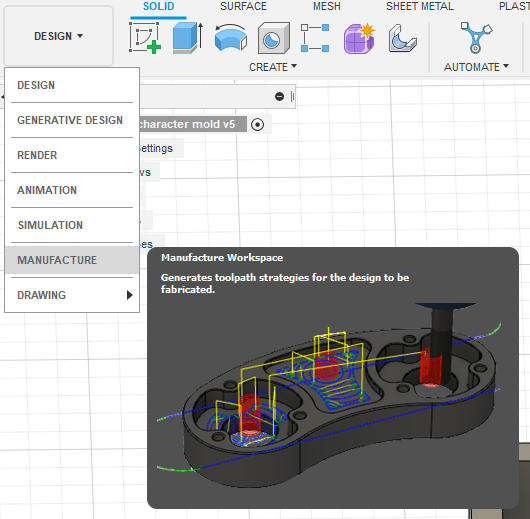 SOLID SURFACE MESH SHEET METAL PLAST
DESIGN
CREATE AUTOMATE
DESIGN
GENERATIVE DESIGN
character mold v5
RENDER
ettings
ANIMATION
ws
SIMULATION
MANUFACTURE
es
Manufacture Workspace
Generates toolpath strategies for the design to be
fabricated.
DRAWING